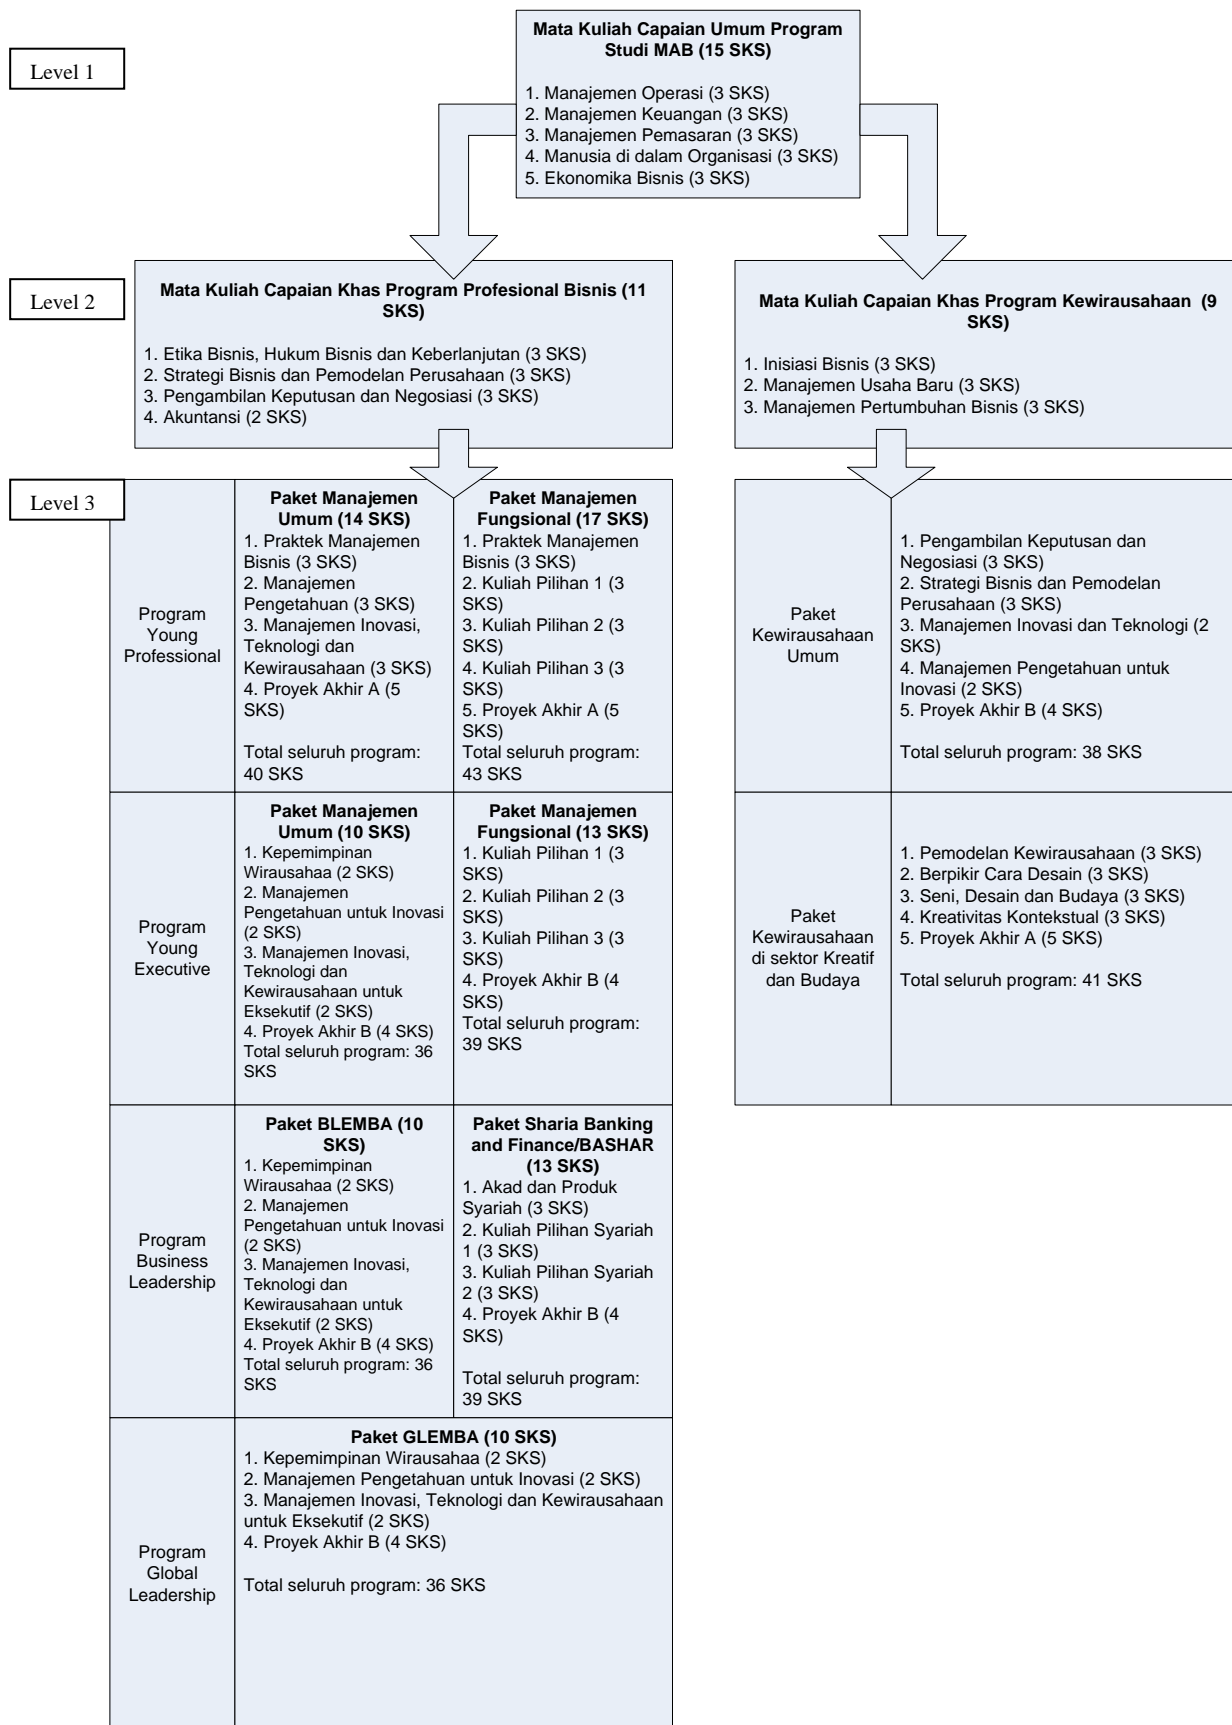 Level 1
Mata Kuliah Capaian Umum Program
Studi MAB (15 SKS)
1. Manajemen Operasi (3 SKS)
2. Manajemen Keuangan (3 SKS)
3. Manajemen Pemasaran (3 SKS)
4. Manusia di dalam Organisasi (3 SKS)
5. Ekonomika Bisnis (3 SKS)
Level 2
Mata Kuliah Capaian Khas Program Profesional Bisnis (11
SKS)
1. Etika Bisnis, Hukum Bisnis dan Keberlanjutan (3 SKS)
2. Strategi Bisnis dan Pemodelan Perusahaan (3 SKS)
3. Pengambilan Keputusan dan Negosiasi (3 SKS)
4. Akuntansi (2 SKS)
Mata Kuliah Capaian Khas Program Kewirausahaan (9
SKS)
1. Inisiasi Bisnis (3 SKS)
2. Manajemen Usaha Baru (3 SKS)
3. Manajemen Pertumbuhan Bisnis (3 SKS)
Level 3
Program
Young
Professional
Paket Manajemen
Umum (14 SKS)
1. Praktek Manajemen
Bisnis (3 SKS)
2. Manajemen
Pengetahuan (3 SKS)
3. Manajemen Inovasi,
Teknologi dan
Kewirausahaan (3 SKS)
4. Proyek Akhir A (5
SKS)
Total seluruh program:
40 SKS
Paket Manajemen
Fungsional (17 SKS)
1. Praktek Manajemen
Bisnis (3 SKS)
2. Kuliah Pilihan 1 (3
SKS)
3. Kuliah Pilihan 2 (3
SKS)
4. Kuliah Pilihan 3 (3
SKS)
5. Proyek Akhir A (5
SKS)
Total seluruh program:
43 SKS
Paket
Kewirausahaan
Umum
1. Pengambilan Keputusan dan
Negosiasi (3 SKS)
2. Strategi Bisnis dan Pemodelan
Perusahaan (3 SKS)
3. Manajemen Inovasi dan Teknologi (2
SKS)
4. Manajemen Pengetahuan untuk
Inovasi (2 SKS)
5. Proyek Akhir B (4 SKS)
Total seluruh program: 38 SKS
Program
Young
Executive
Paket Manajemen
Umum (10 SKS)
1. Kepemimpinan
Wirausahaa (2 SKS)
2. Manajemen
Pengetahuan untuk Inovasi
(2 SKS)
3. Manajemen Inovasi,
Teknologi dan
Kewirausahaan untuk
Eksekutif (2 SKS)
4. Proyek Akhir B (4 SKS)
Total seluruh program: 36
SKS
Paket Manajemen
Fungsional (13 SKS)
1. Kuliah Pilihan 1 (3
SKS)
2. Kuliah Pilihan 2 (3
SKS)
3. Kuliah Pilihan 3 (3
SKS)
4. Proyek Akhir B (4
SKS)
Total seluruh program:
39 SKS
Paket
Kewirausahaan
di sektor Kreatif
dan Budaya
1. Pemodelan Kewirausahaan (3 SKS)
2. Berpikir Cara Desain (3 SKS)
3. Seni, Desain dan Budaya (3 SKS)
4. Kreativitas Kontekstual (3 SKS)
5. Proyek Akhir A (5 SKS)
Total seluruh program: 41 SKS
Program
Business
Leadership
Paket BLEMBA (10
SKS)
1. Kepemimpinan
Wirausahaa (2 SKS)
2. Manajemen
Pengetahuan untuk Inovasi
(2 SKS)
3. Manajemen Inovasi,
Teknologi dan
Kewirausahaan untuk
Eksekutif (2 SKS)
4. Proyek Akhir B (4 SKS)
Total seluruh program: 36
SKS
Paket Sharia Banking
and Finance/BASHAR
(13 SKS)
1. Akad dan Produk
Syariah (3 SKS)
2. Kuliah Pilihan Syariah
1 (3 SKS)
3. Kuliah Pilihan Syariah
2 (3 SKS)
4. Proyek Akhir B (4
SKS)
Total seluruh program:
39 SKS
Program
Global
Leadership
Paket GLEMBA (10 SKS)
1. Kepemimpinan Wirausahaa (2 SKS)
2. Manajemen Pengetahuan untuk Inovasi (2 SKS)
3. Manajemen Inovasi, Teknologi dan Kewirausahaan
untuk Eksekutif (2 SKS)
4. Proyek Akhir B (4 SKS)
Total seluruh program: 36 SKS